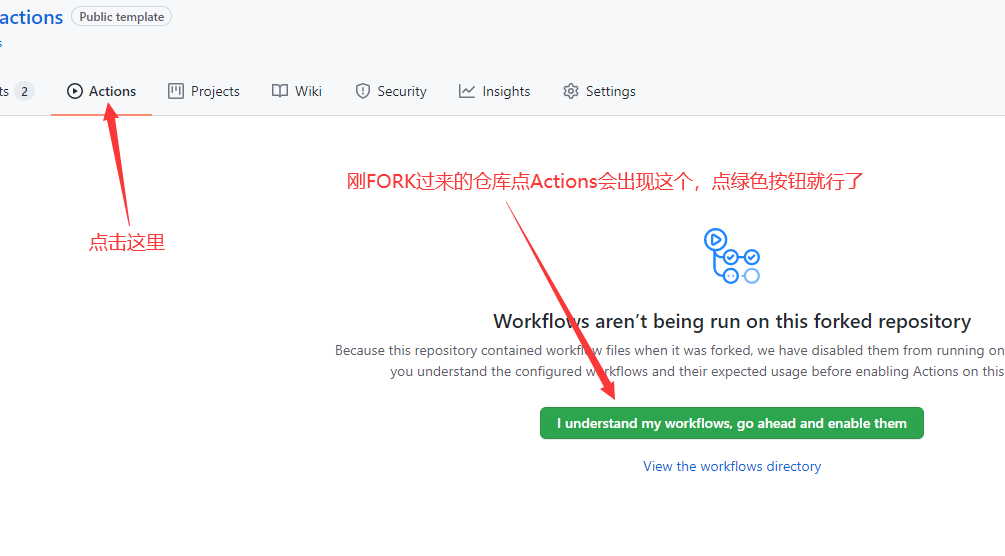 actions Public template
s
ts 2 Actions Projects Wiki Security Insights Settings
刚FORK过来的仓库点Actions会出现这个，点绿色按钮就行了
点击这里
Workflows aren’t being run on this forked repository
Because this repository contained workflow files when it was forked, we have disabled them from running on
you understand the configured workflows and their expected usage before enabling Actions on this
I understand my workflows, go ahead and enable them
View the workflows directory